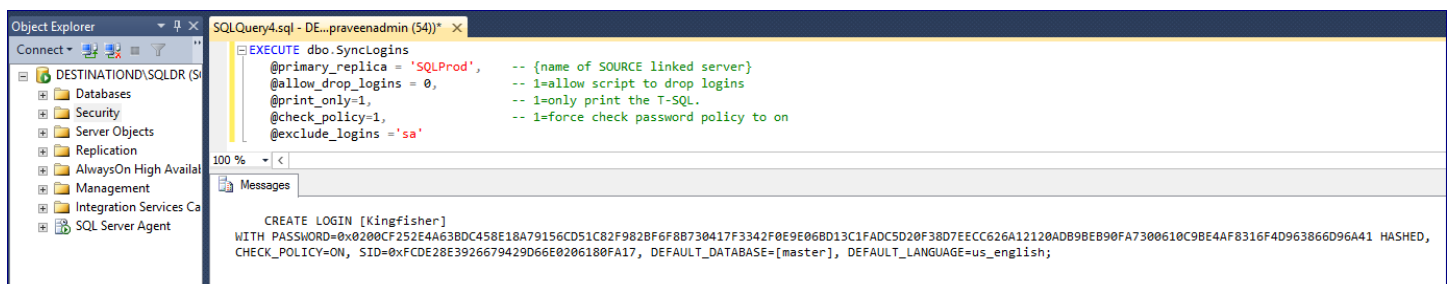 Object Explorer
Connect
DESTINATIOND\SQLDR (S
Databases
Security
Server Objects
Replication
AlwaysOn High Availa
Management
Integration Services Ca
SQL Server Agent
SQLQuery4.sql - DE...praveenadmin (54))*
EXECUTE dbo.SyncLogins
@primary_replica = 'SQLProd', -- {name of SOURCE linked server}
@allow_drop_logins = 0, -- 1=allow script to drop logins
@print_only=1, -- 1=only print the T-SQL.
@check_policy=1, -- 1=force check password policy to on
@exclude_logins ='sa'
100 %
Messages
CREATE LOGIN [Kingfisher]
WITH PASSWORD=0x0200CF252E4A63BDC458E18A79156CD51C82F982BF6F8B730417F3342F0E9E06BD13C1FADC5D20F38D7EECC626A12120ADB9BEB90FA7300610C9BE4AF8316F4D963866D96A41 HASHED,
CHECK_POLICY=ON, SID=0xFCDE28E3926679429D66E0206180FA17, DEFAULT_DATABASE=[master], DEFAULT_LANGUAGE=us_english;